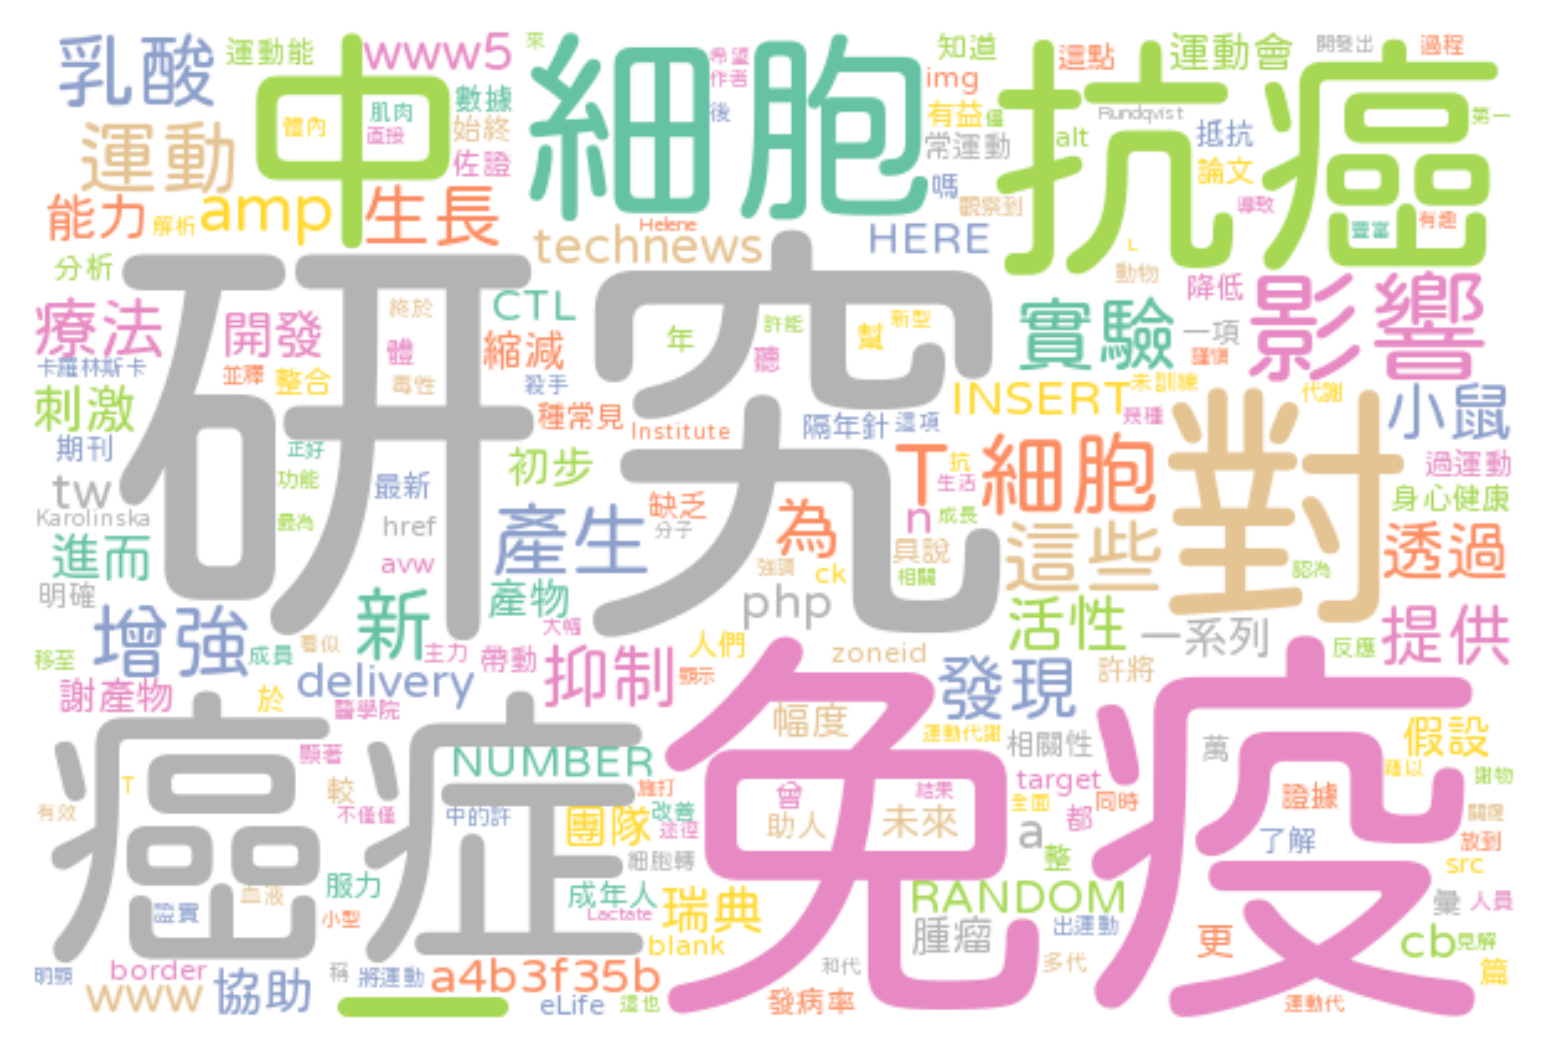 乳酸
運動能
www5
來
希望
作者
知道
這點
運動會
開發出
過程
中
細胞
抗癌
img
體內
肌肉
直接
數據
始終
後
有益
僅
常運動
Rundqvist
alt
抵抗
第一
運動
佐證
嗎
論文
能力
解析
amp
生長
Helene
觀察到
導致
豐富
有趣
technews
HERE
L
分析
研究
動物
降低
影響
療法
開發
終於
CTL
縮減
年
許能
幫
新型
實驗
一項
謹慎
卡羅林斯卡
並釋
整合
體
毒性
殺手
聽
INSERT
未訓練
代謝
刺激
種常見
Institute
隔年針
這項
幾種
對
小鼠
期刊
正好
功能
最新
初步
T
細胞
抗
生活
過運動
tw
身心健康
Karolinska
最為
href
產生
缺乏
分子
為
n
成長
這些
透過
進而
avw
具說
相關
認為
明確
新
產物
強調
ck
php
活性
一系列
提供
增強
大幅
人們
zoneid
反應
移至
成員
看似
主力
帶動
抑制
顯示
發現
許將
謝產物
於
delivery
醫學院
癌症
免疫
幅度
運動代謝
相關性
萬
假設
藉以
謝物
顯著
NUMBER
T
較
施打
曾
結果
target
全面
同時
證據
關鍵
有效
不僅僅
中的許
團隊
改善
途徑
助人
未來
a
都
了解
放到
細胞轉
整
src
血液
服力
成年人
RANDOM
證實
小型
Lactate
瑞典
腫瘤
出運動
彙
人員
blank
更
cb
見解
明顯
border
稱
將運動
a4b3f35b
和代
多代
篇
www
協助
一
eLife
這也
發病率
運動代